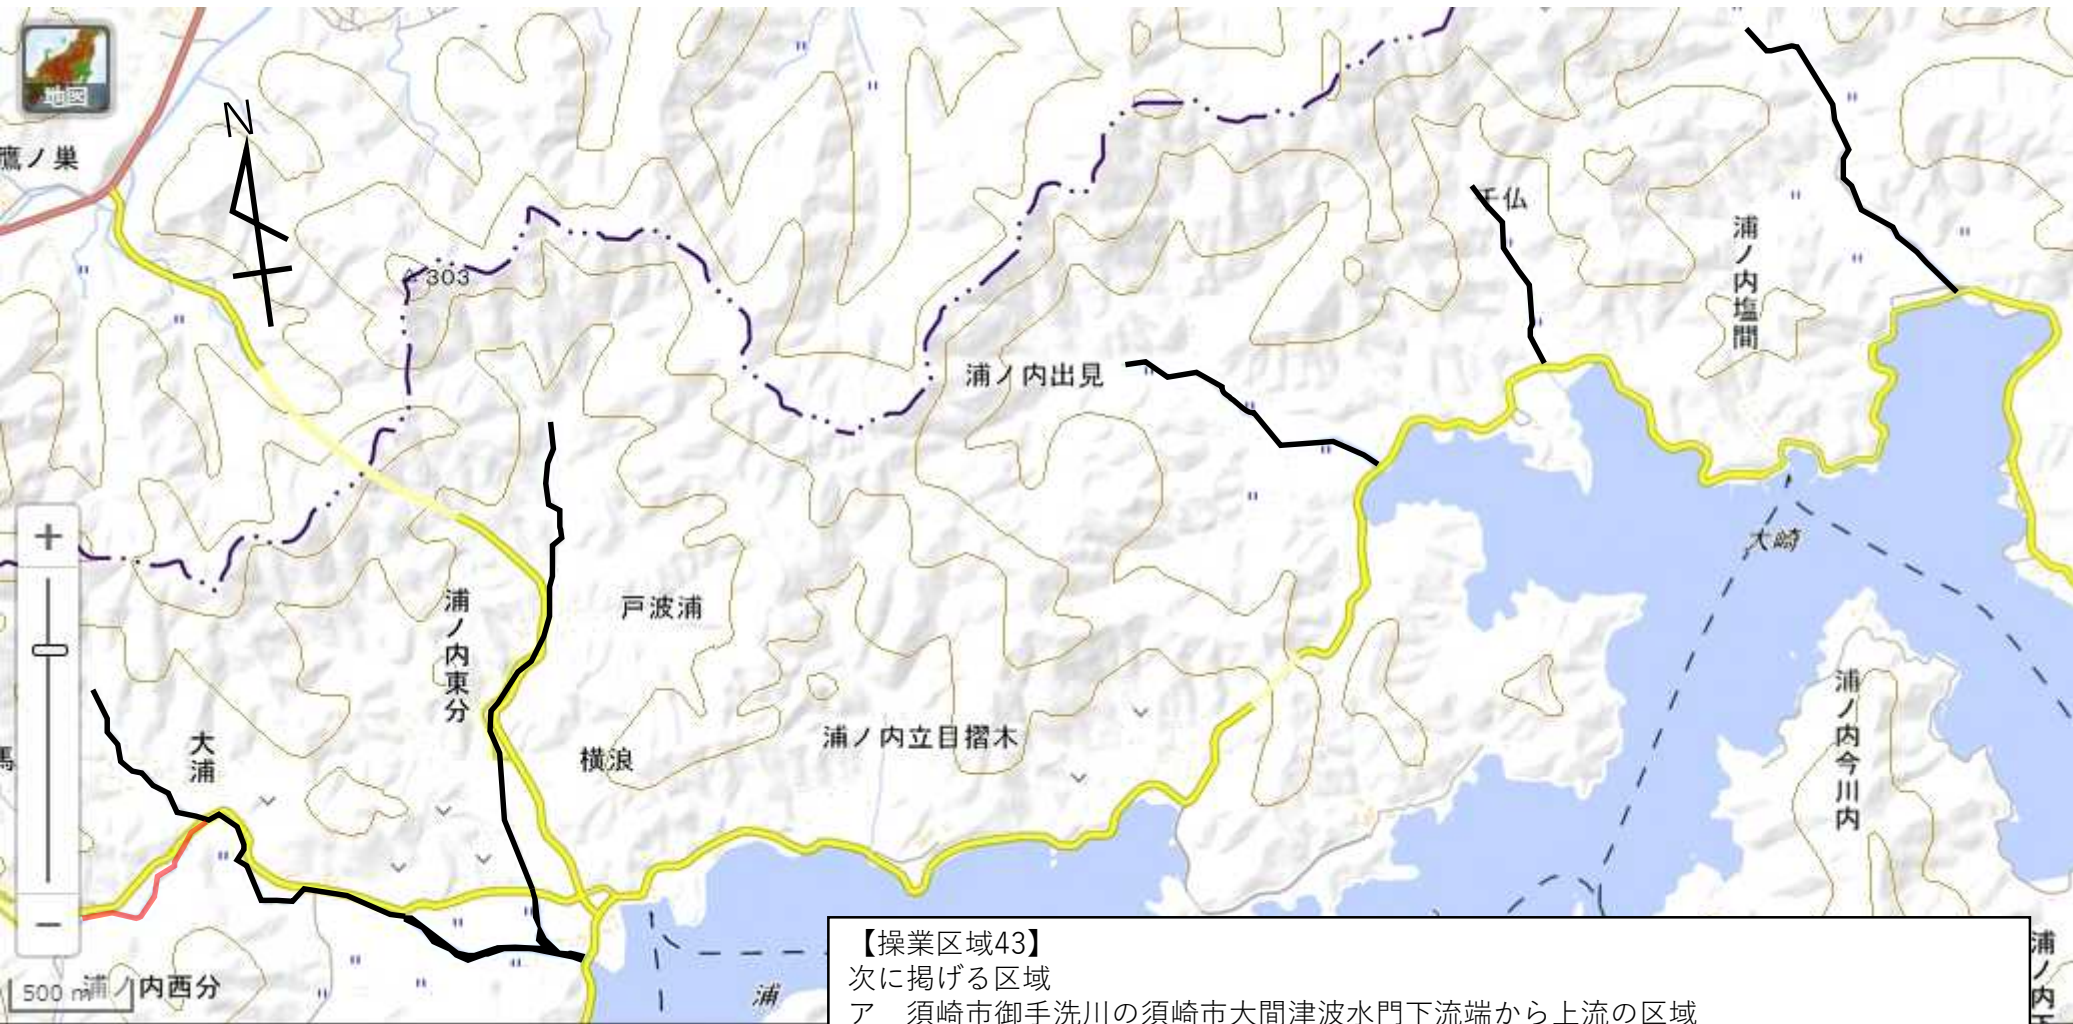 地図
N
鷹ノ巣
303
千仏
浦ノ内塩間
浦ノ内出見
大崎
浦ノ内東分
戸波浦
浦ノ内今川内
大浦
横浪
浦ノ内立目摺木
+
−
500 m
浦ノ内西分
浦
浦ノ内
【操業区域43】
次に掲げる区域
ア 須崎市御手洗川の須崎市大間津波水門下流端から上流の区域